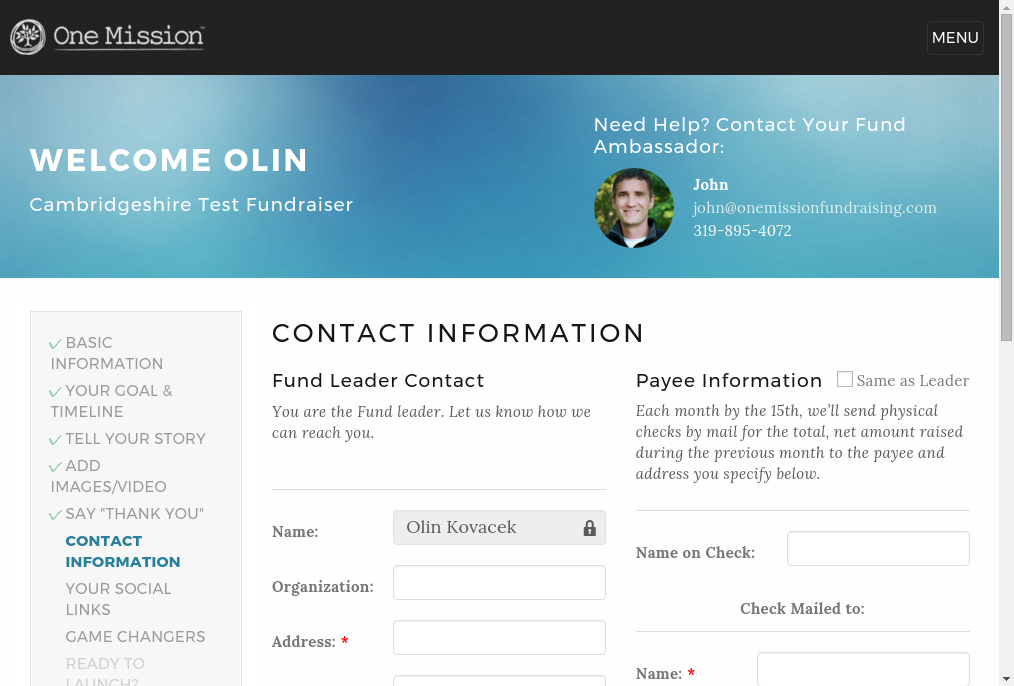 One Mission
MENU
WELCOME OLIN
Cambridgeshire Test Fundraiser
Need Help? Contact Your Fund
Ambassador:
John
john@onemissionfundraising.com
319-895-4072
BASIC
INFORMATION
YOUR GOAL &
TIMELINE
TELL YOUR STORY
ADD
IMAGES/VIDEO
SAY "THANK YOU"
CONTACT
INFORMATION
YOUR SOCIAL
LINKS
GAME CHANGERS
READY TO
LAUNCH?
CONTACT INFORMATION
Fund Leader Contact
You are the Fund leader. Let us know how we
can reach you.
Name:
Olin Kovacek
Organization:
Address: *
Payee Information
Same as Leader
Each month by the 15th, we’ll send physical
checks by mail for the total, net amount raised
during the previous month to the payee and
address you specify below.
Name on Check:
Check Mailed to:
Name: *